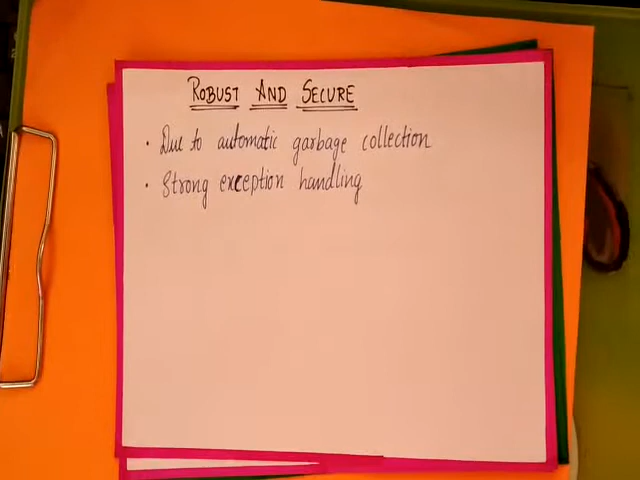 ROBUST AND SECURE
· Due to automatic garbage collection
· Strong exception handling